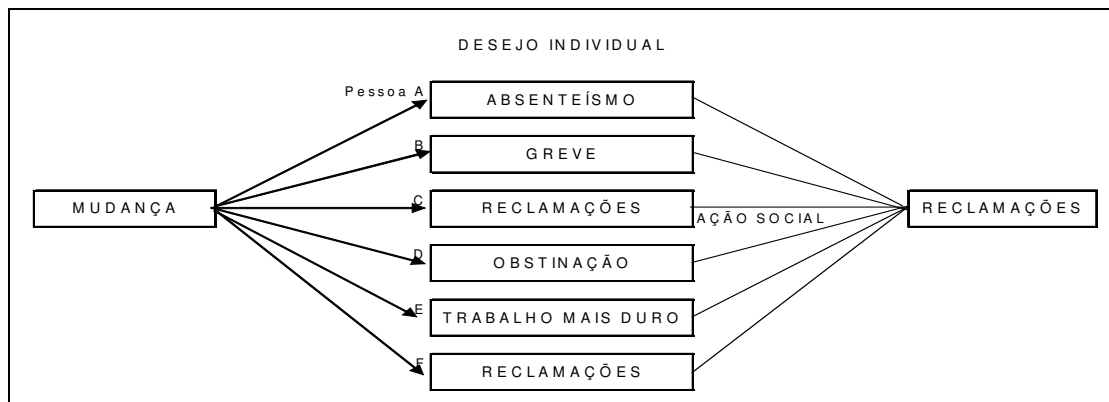 DESEJO INDIVIDUAL
Pessoa A
ABSENTEÍSMO
B
GREVE
MUDANÇA
C
RECLAMAÇÕES
AÇÃO SOCIAL
RECLAMAÇÕES
D
OBSTINAÇÃO
E
TRABALHO MAIS DURO
F
RECLAMAÇÕES